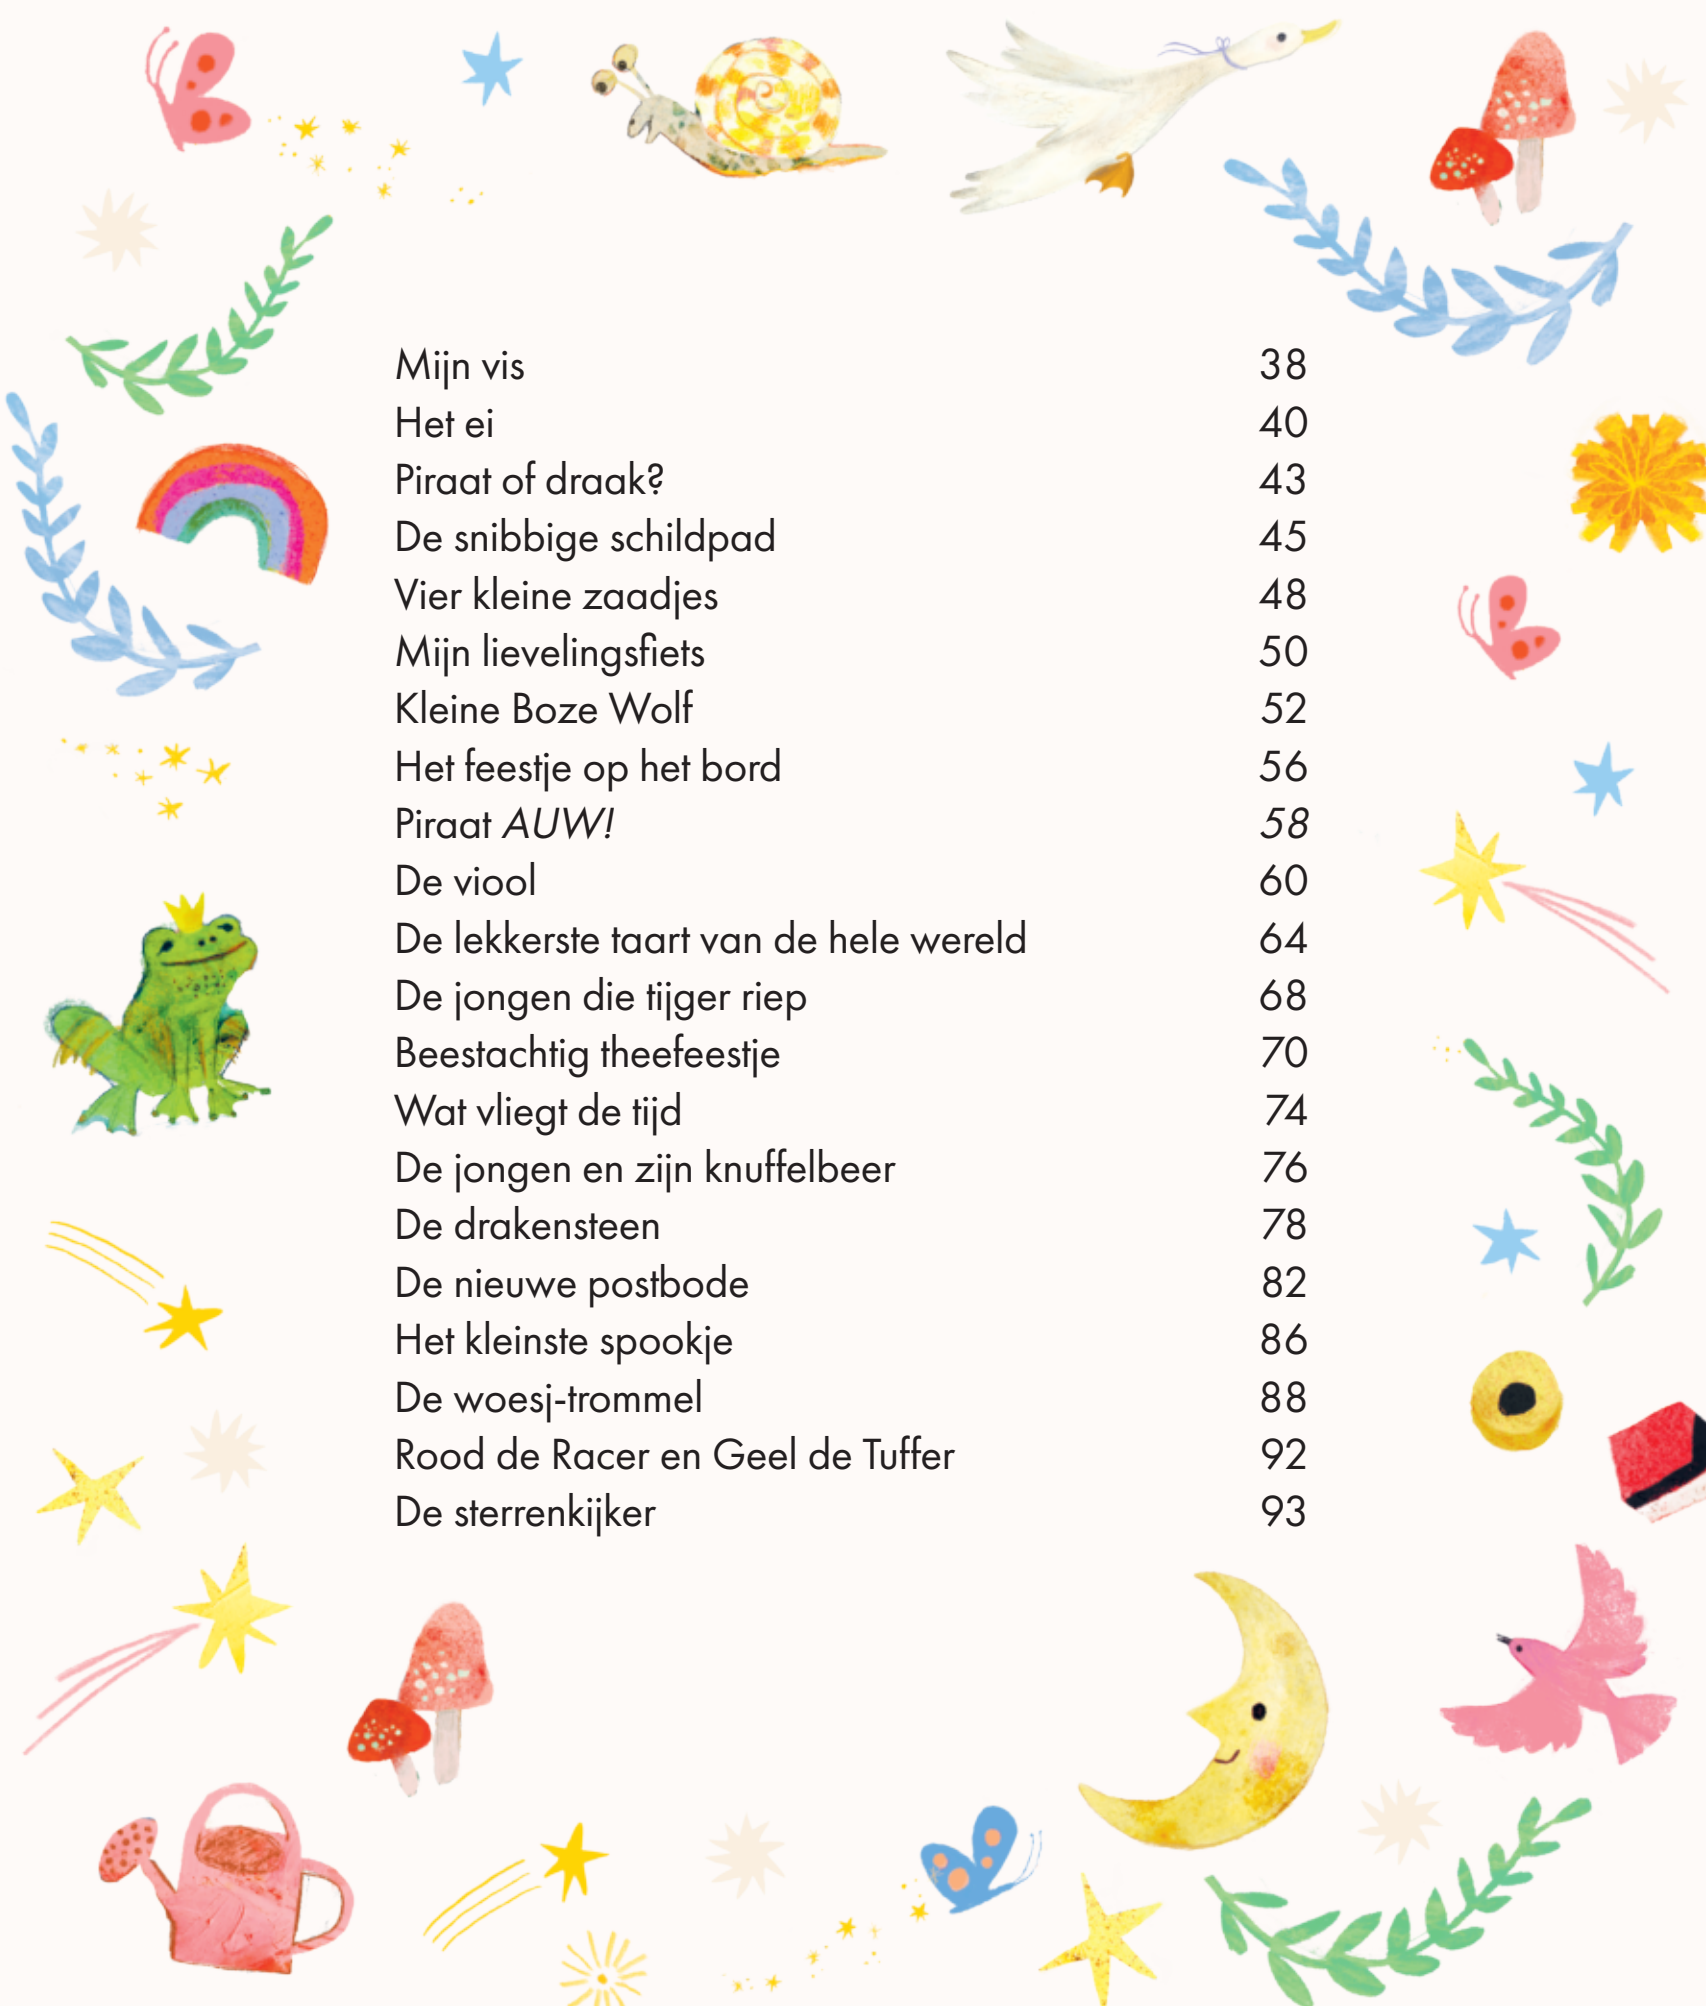 Mijn vis 38
Het ei 40
Piraat of draak? 43
De snibbige schildpad 45
Vier kleine zaadjes 48
Mijn lievelingsfiets 50
Kleine Boze Wolf 52
Het feestje op het bord 56
Piraat AUW! 58
De viool 60
De lekkerste taart van de hele wereld 64
De jongen die tijger riep 68
Beestachtig theefeestje 70
Wat vliegt de tijd 74
De jongen en zijn knuffelbeer 76
De drakensteen 78
De nieuwe postbode 82
Het kleinste spookje 86
De woesj-trommel 88
Rood de Racer en Geel de Tuffer 92
De sterrenkijker 93